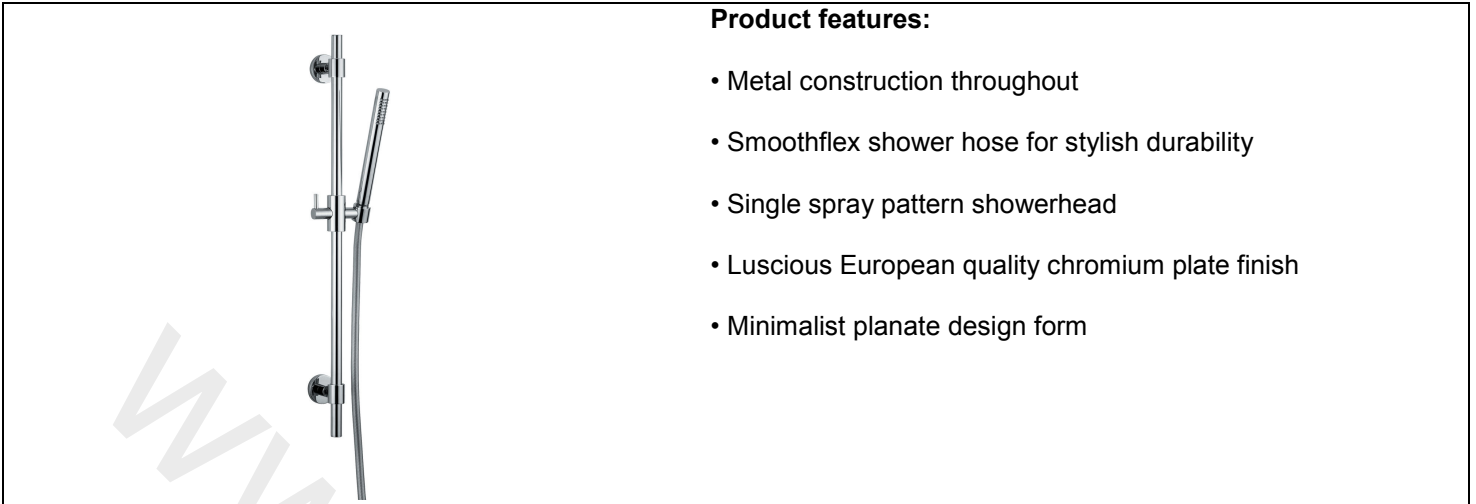 Product features:
• Metal construction throughout
• Smoothflex shower hose for stylish durability
• Single spray pattern showerhead
• Luscious European quality chromium plate finish
• Minimalist planate design form